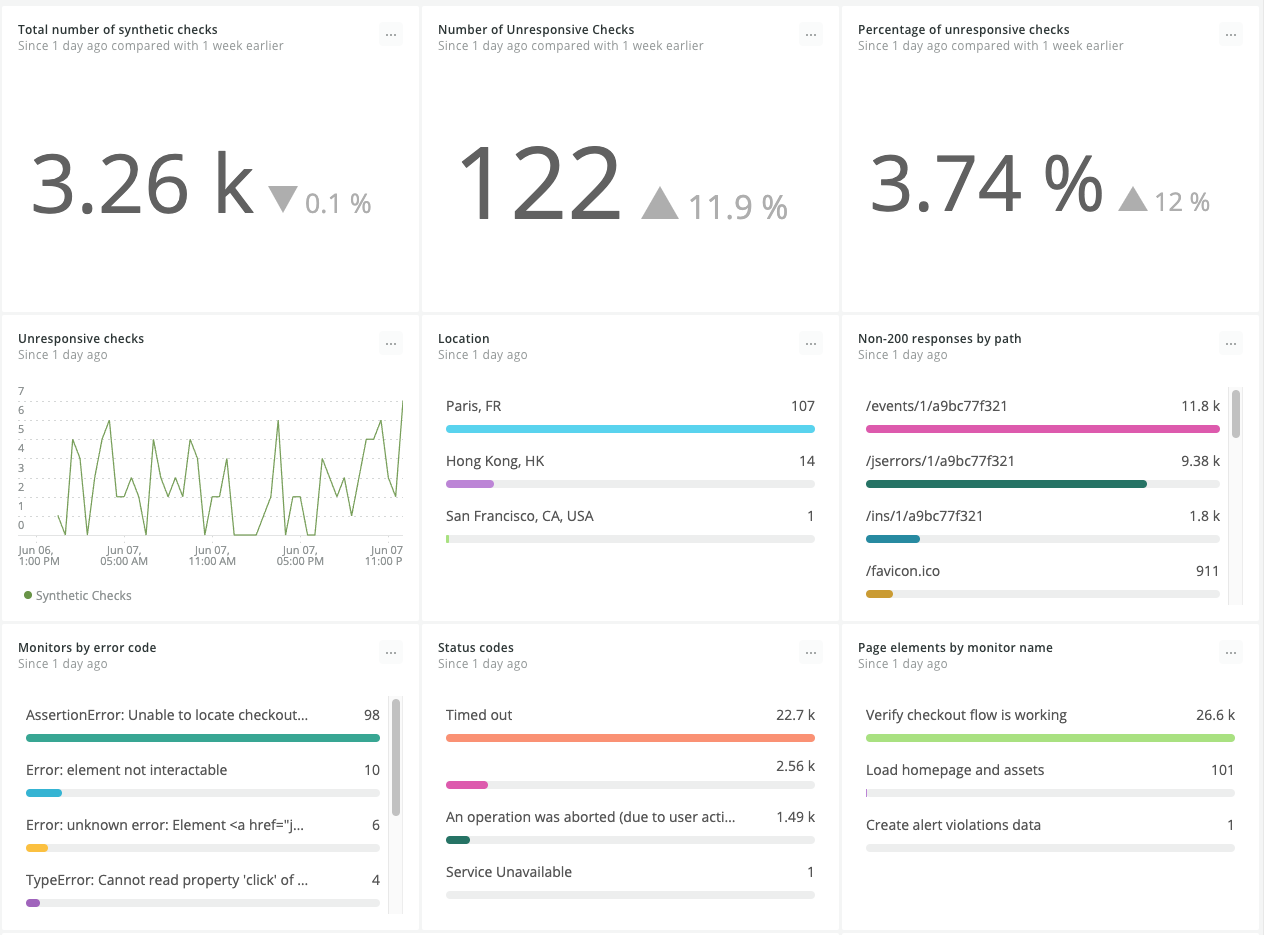 Total number of synthetic checks
Since 1 day ago compared with 1 week earlier
...
3.26 k ▼ 0.1 %
Number of Unresponsive Checks
Since 1 day ago compared with 1 week earlier
...
122 ▲ 11.9 %
Percentage of unresponsive checks
Since 1 day ago compared with 1 week earlier
...
3.74 % ▲ 12 %
Unresponsive checks
Since 1 day ago
...
7
6
5
4
3
2
1
0
Jun 06,
1:00 PM
Jun 07,
05:00 AM
Jun 07,
11:00 AM
Jun 07,
05:00 PM
Jun 07
11:00 P
Synthetic Checks
Location
Since 1 day ago
...
Paris, FR 107
Hong Kong, HK 14
San Francisco, CA, USA 1
Non-200 responses by path
Since 1 day ago
...
/events/1/a9bc77f321 11.8 k
/jserrors/1/a9bc77f321 9.38 k
/ins/1/a9bc77f321 1.8 k
/favicon.ico 911
Monitors by error code
Since 1 day ago
...
AssertionError: Unable to locate checkout... 98
Error: element not interactable 10
Error: unknown error: Element <a href="j... 6
TypeError: Cannot read property 'click' of ... 4
Status codes
Since 1 day ago
...
Timed out 22.7 k
2.56 k
An operation was aborted (due to user acti... 1.49 k
Service Unavailable 1
Page elements by monitor name
Since 1 day ago
...
Verify checkout flow is working 26.6 k
Load homepage and assets 101
Create alert violations data 1